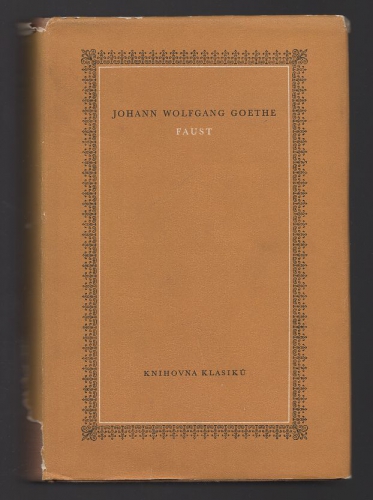 JOHANN WOLFGANG GOETHE
FAUST
KNIHOVNA KLASIKŮ